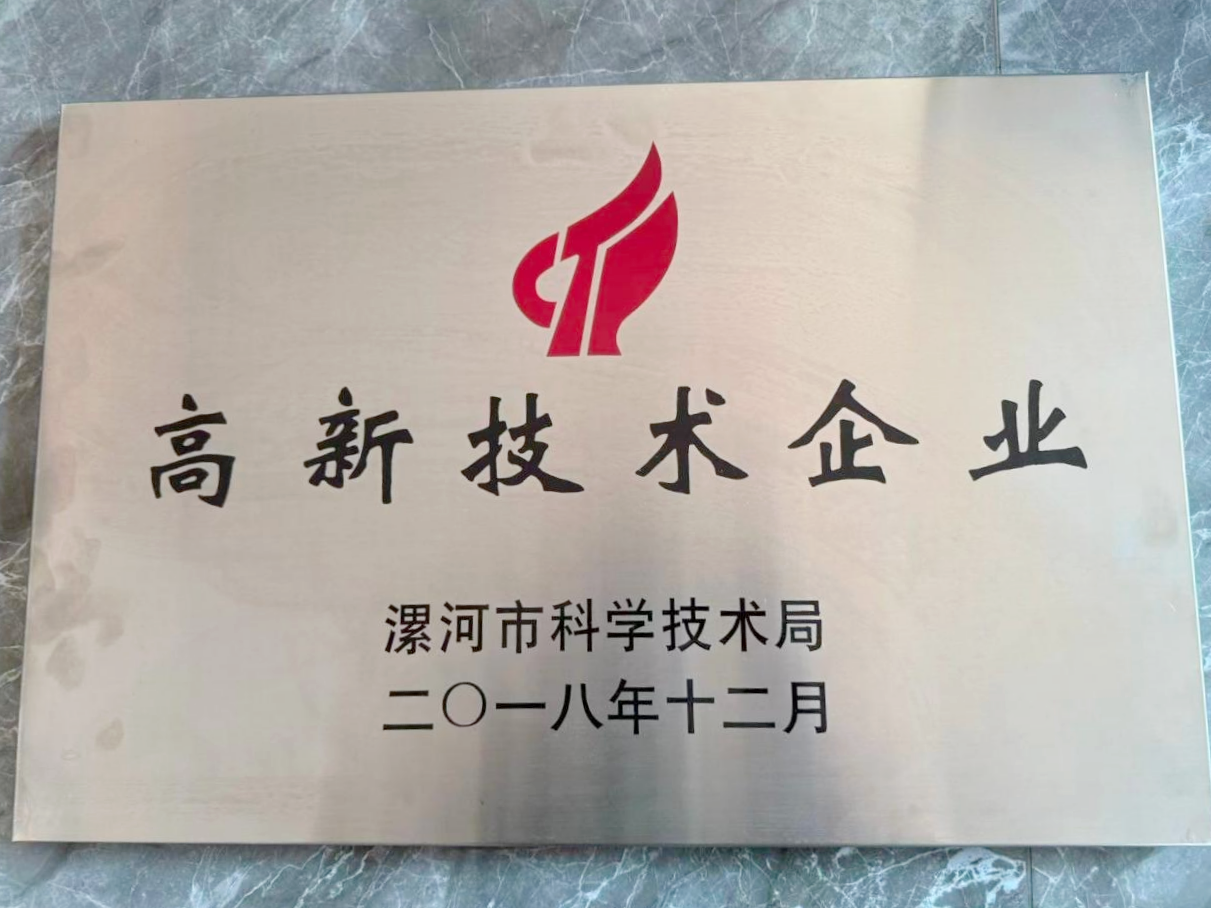 高新技术企业
漯河市科学技术局
二〇一八年十二月